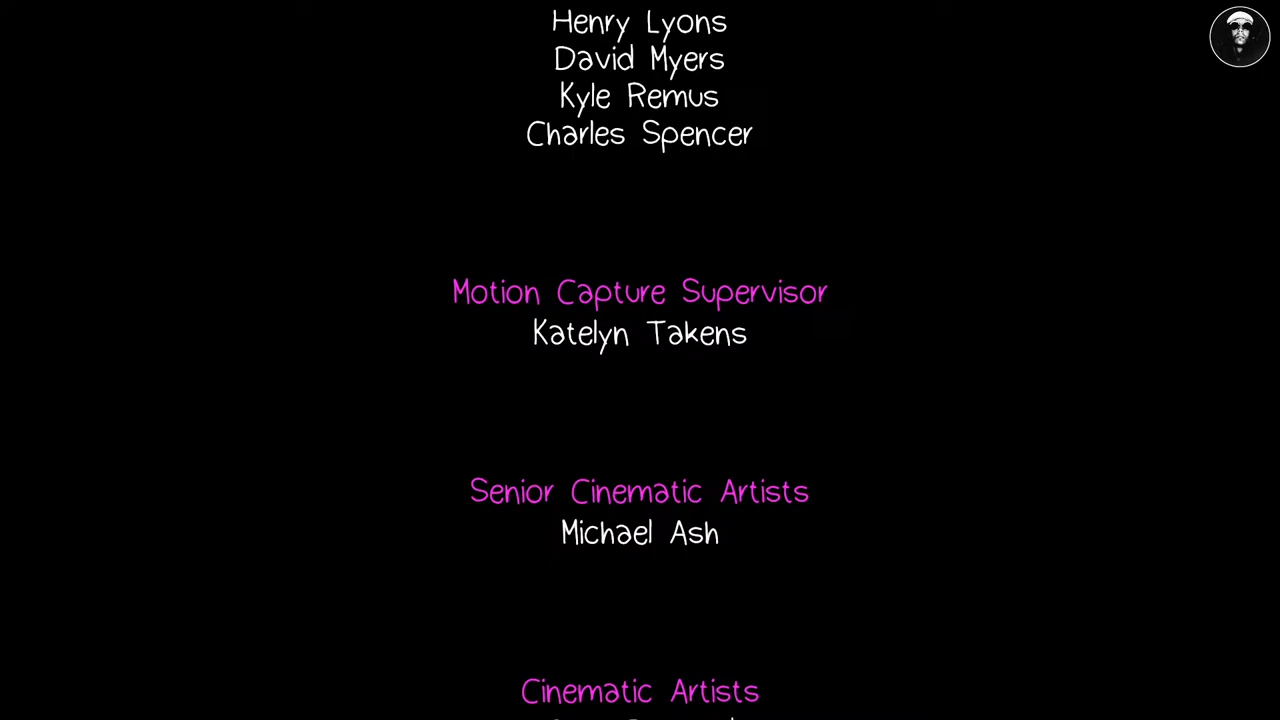 Henry Lyons
David Myers
Kyle Remus
Charles Spencer
Motion Capture Supervisor
Katelyn Takens
Senior Cinematic Artists
Michael Ash
Cinematic Artists